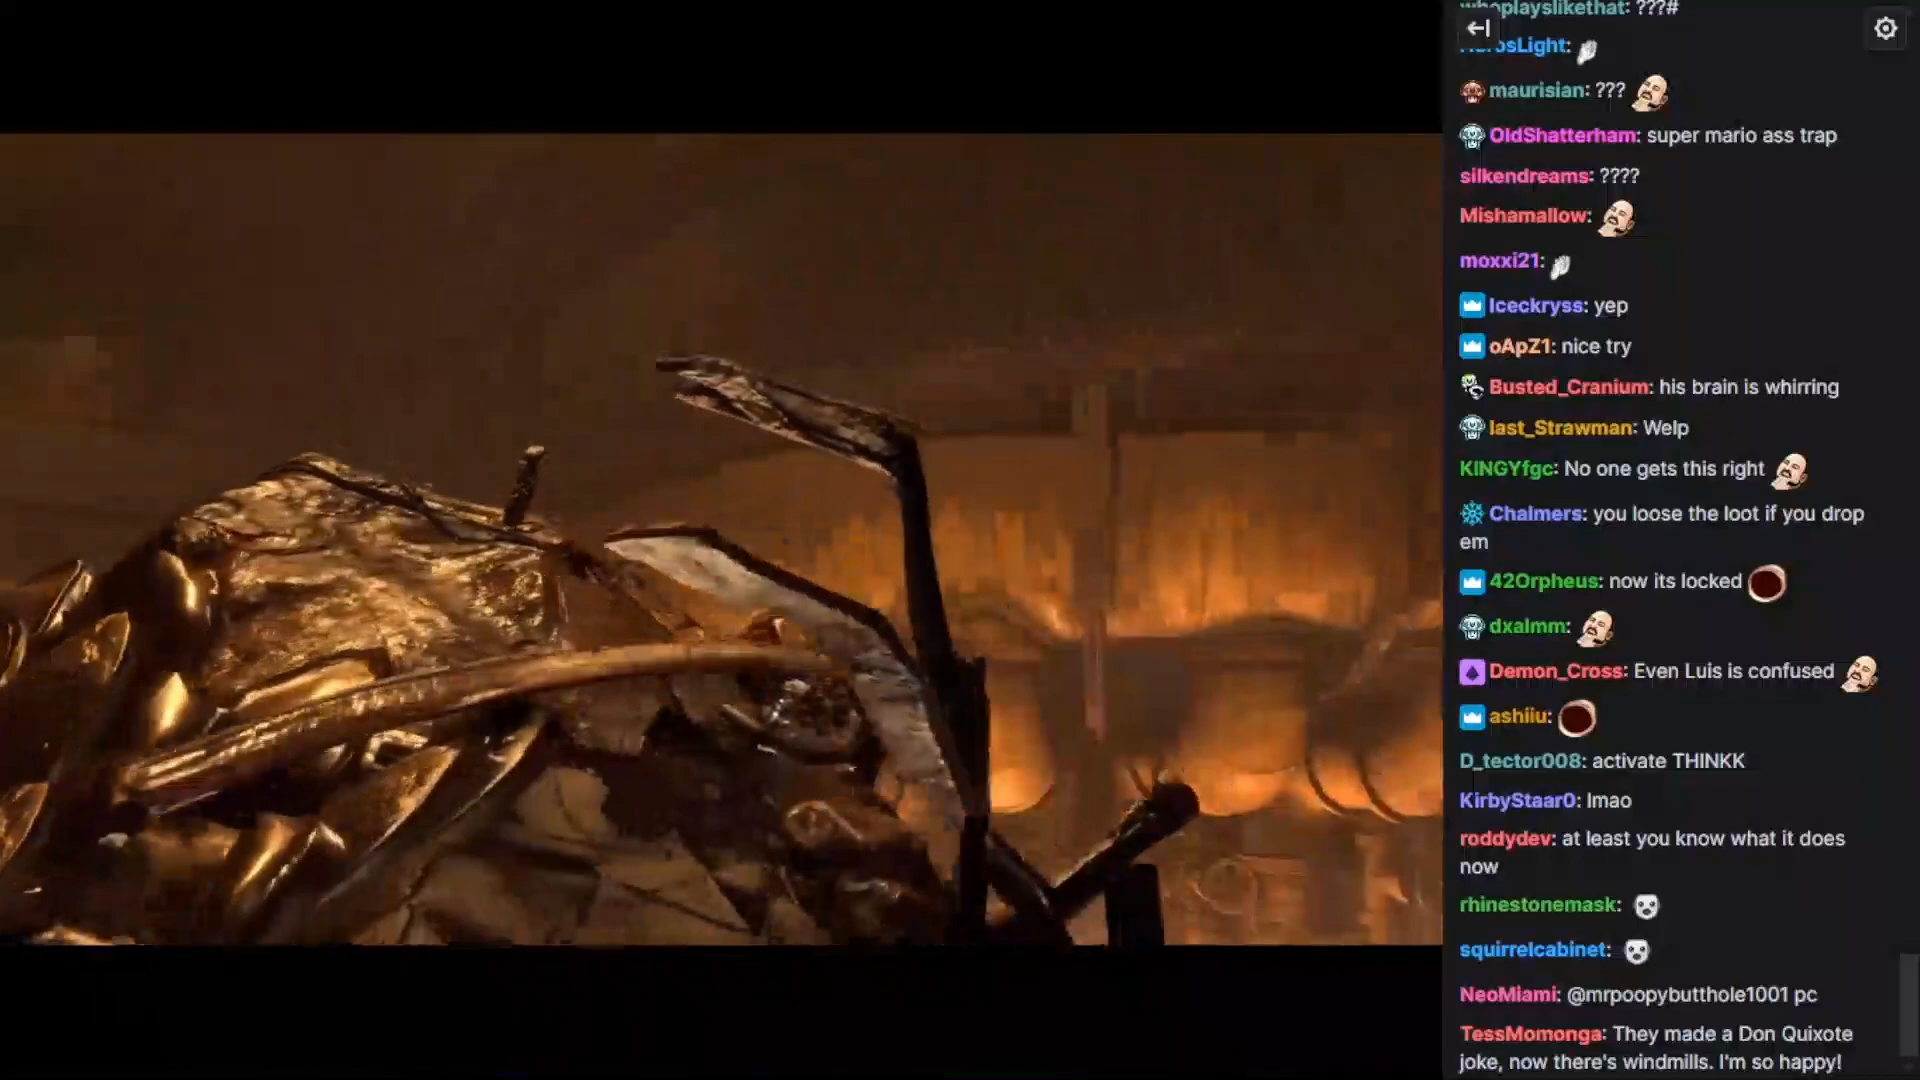 whoplayslikethat: ???#
osLight:
maurisian: ???
OldShatterham: super mario ass trap
silkendreams: ????
Mishamallow:
moxxi21:
Iceckryss: yep
oApZ1: nice try
Busted_Cranium: his brain is whirring
last_Strawman: Welp
KINGYfgc: No one gets this right
Chalmers: you loose the loot if you drop
em
42Orpheus: now its locked
dxalmm:
Demon_Cross: Even Luis is confused
ashiiu:
D_tector008: activate THINKK
KirbyStaar0: lmao
roddydev: at least you know what it does
now
rhinestonemask:
squirrelcabinet:
NeoMiami: @mrpoopybutthole1001 pc
TessMomonga: They made a Don Quixote
joke, now there's windmills. I'm so happy!